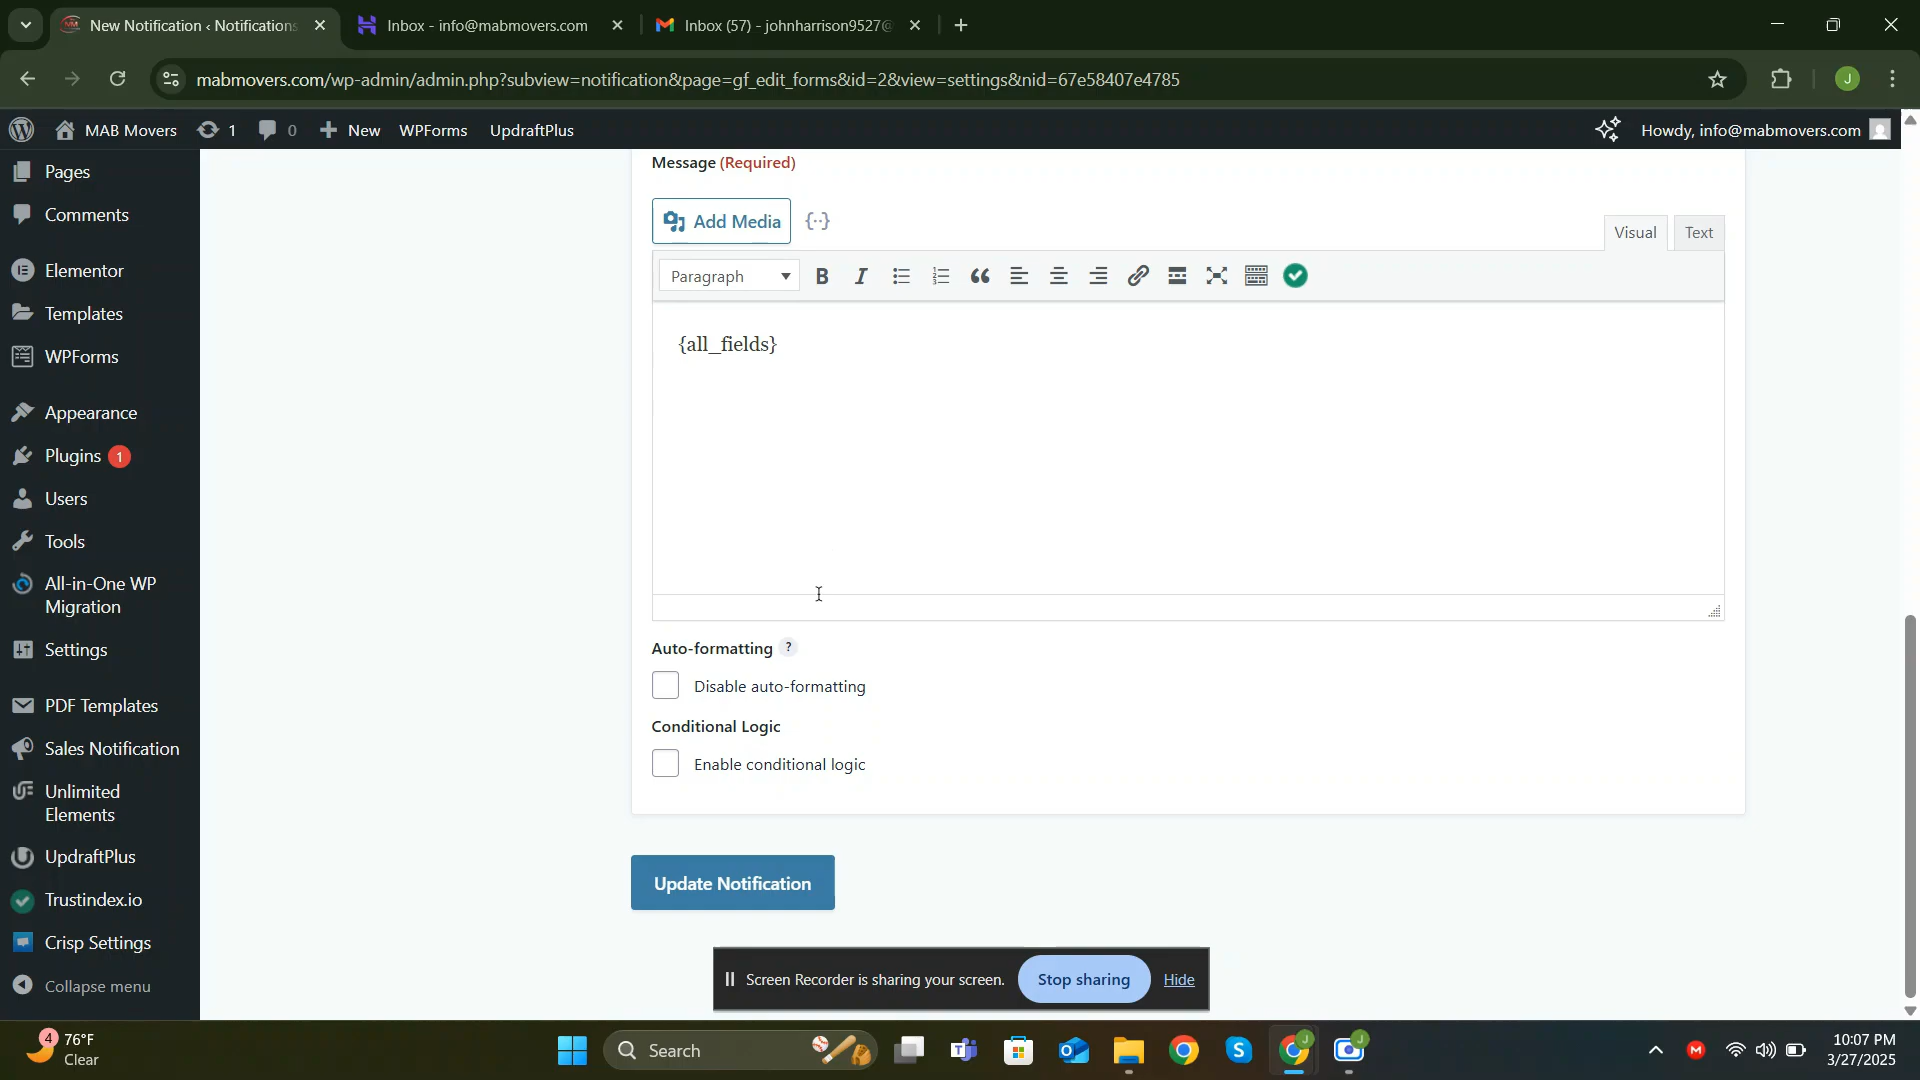 New Notification ‹ Notifications
Inbox - info@mabmovers.com
Inbox (57) - johnharrison9527@
mabmovers.com/wp-admin/admin.php?subview=notification&page=gf_edit_forms&id=2&view=settings&nid=67e58407e4785
J
MAB Movers
1
0
New
WPForms
UpdraftPlus
Howdy, info@mabmovers.com
Pages
Comments
Elementor
Templates
WPForms
Appearance
Plugins 1
Users
Tools
All-in-One WP
Migration
Settings
PDF Templates
Sales Notification
Unlimited
Elements
UpdraftPlus
Trustindex.io
Crisp Settings
Collapse menu
Message (Required)
Add Media
Visual
Text
Paragraph
{all_fields}
Auto-formatting ?
Disable auto-formatting
Conditional Logic
Enable conditional logic
Update Notification
Screen Recorder is sharing your screen.
Stop sharing
Hide
4
76°F
Clear
Search
10:07 PM
3/27/2025